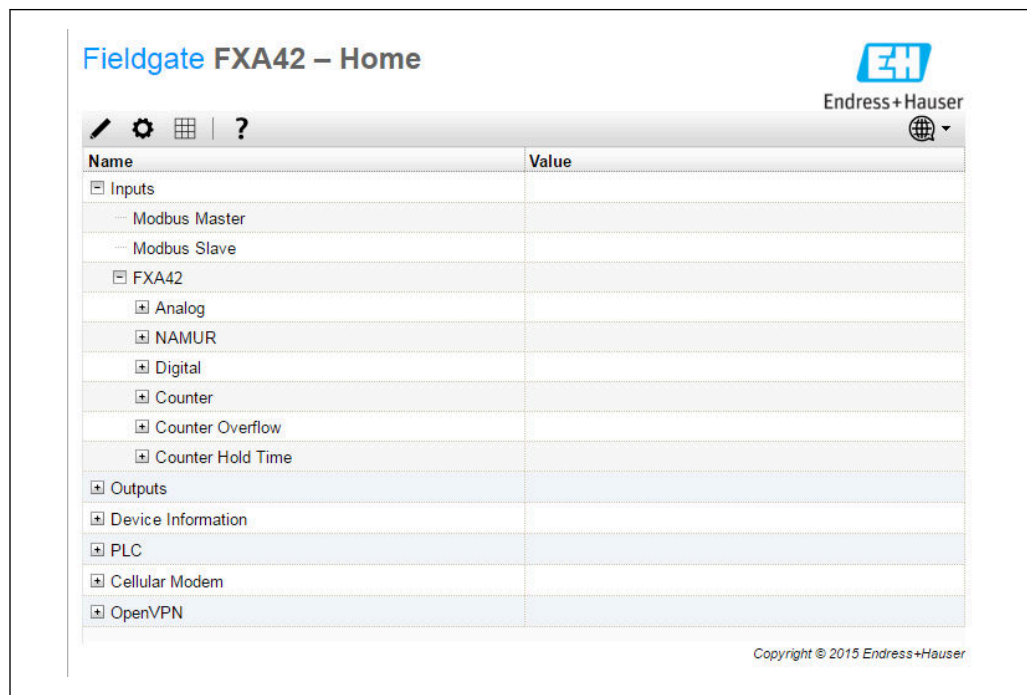 Fieldgate FXA42 – Home
EH
Endress+Hauser
?
Name Value
Inputs
Modbus Master
Modbus Slave
FXA42
Analog
NAMUR
Digital
Counter
Counter Overflow
Counter Hold Time
Outputs
Device Information
PLC
Cellular Modem
OpenVPN
Copyright © 2015 Endress+Hauser